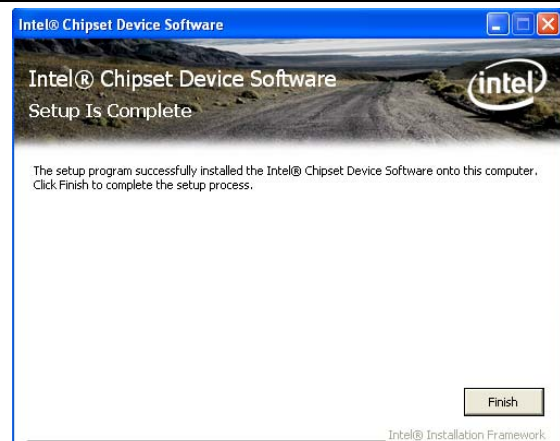 Intel® Chipset Device Software
Intel® Chipset Device Software
Setup Is Complete
intel
The setup program successfully installed the Intel® Chipset Device Software onto this computer.
Click Finish to complete the setup process.
Finish
Intel® Installation Framework